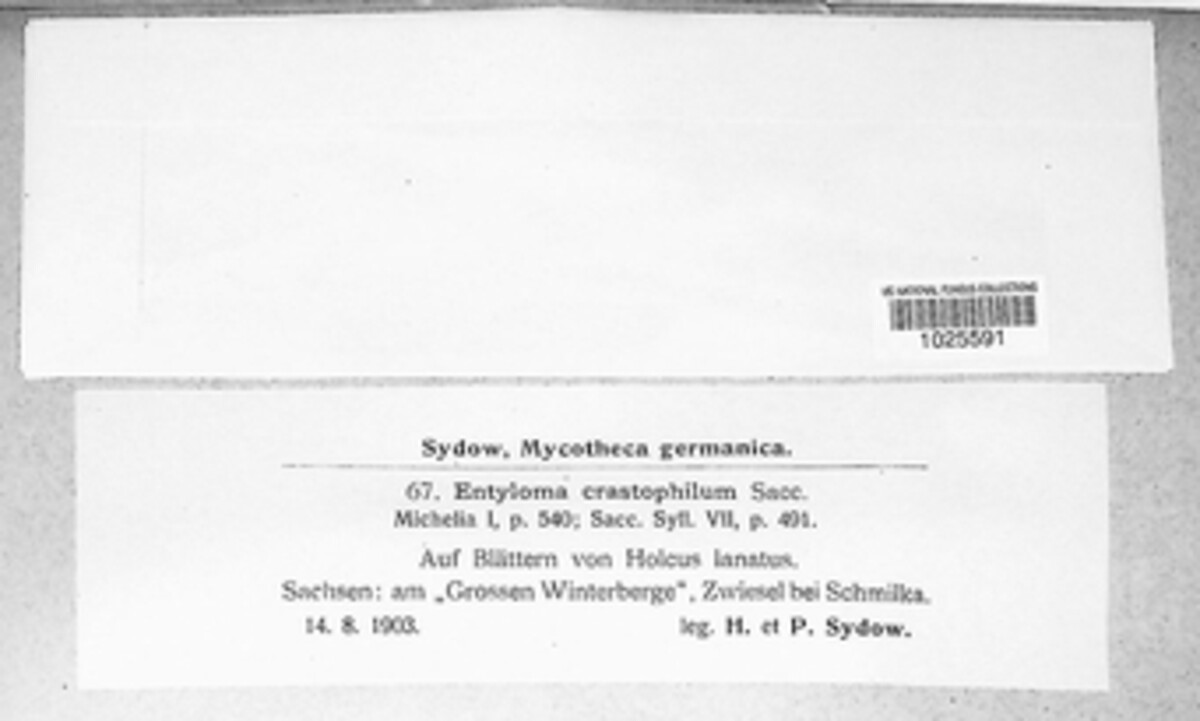 US NATIONAL FUNGUS COLLECTIONS
1025591
Sydow, Mycotheca germanica.
67. Entyloma crastophilum Sacc.
Michelia I, p. 540; Sacc. Syll. VII, p. 491.
Auf Blättern von Holcus lanatus.
Sachsen: am „Grossen Winterberge“, Zwiesel bei Schmilka.
14. 8. 1903. leg. H. et P. Sydow.